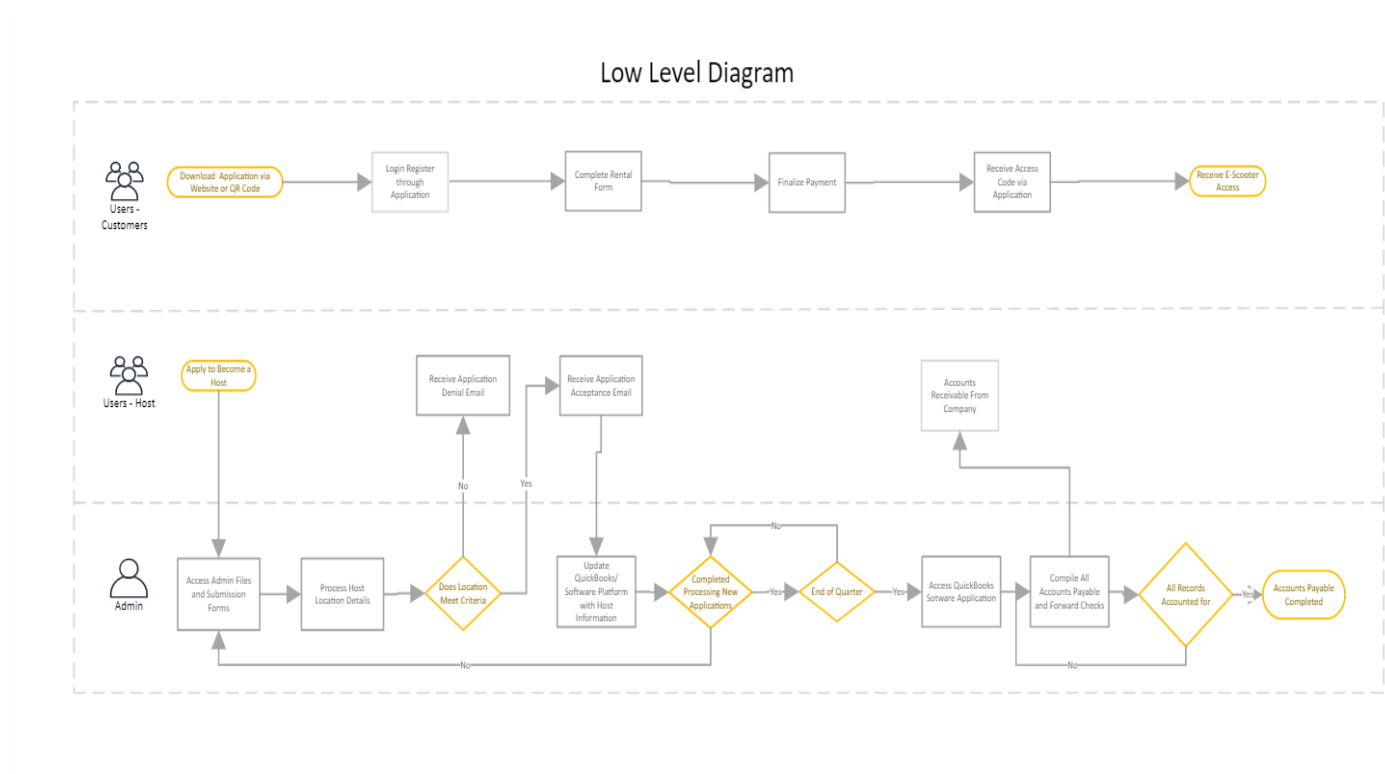 Low Level Diagram
Users -
Customers
Download Application via
Website or QR Code
Login Register
through
Application
Complete Rental
Form
Finalize Payment
Receive Access
Code via
Application
Receive E-Scooter
Access
Users - Host
Apply to Become a
Host
Receive Application
Denial Email
Receive Application
Acceptance Email
Accounts
Receivable From
Company
No
Yes
Admin
Access Admin Files
and Submission
Forms
Process Host
Location Details
Does Location
Meet Criteria
Update
QuickBooks/
Software Platform
with Host
Information
Completed
Processing New
Applications
No
Yes
End of Quarter
Yes
Access QuickBooks
Sotware Application
Compile All
Accounts Payable
and Forward Checks
All Records
Accounted for
Yes
Accounts Payable
Completed
No
No